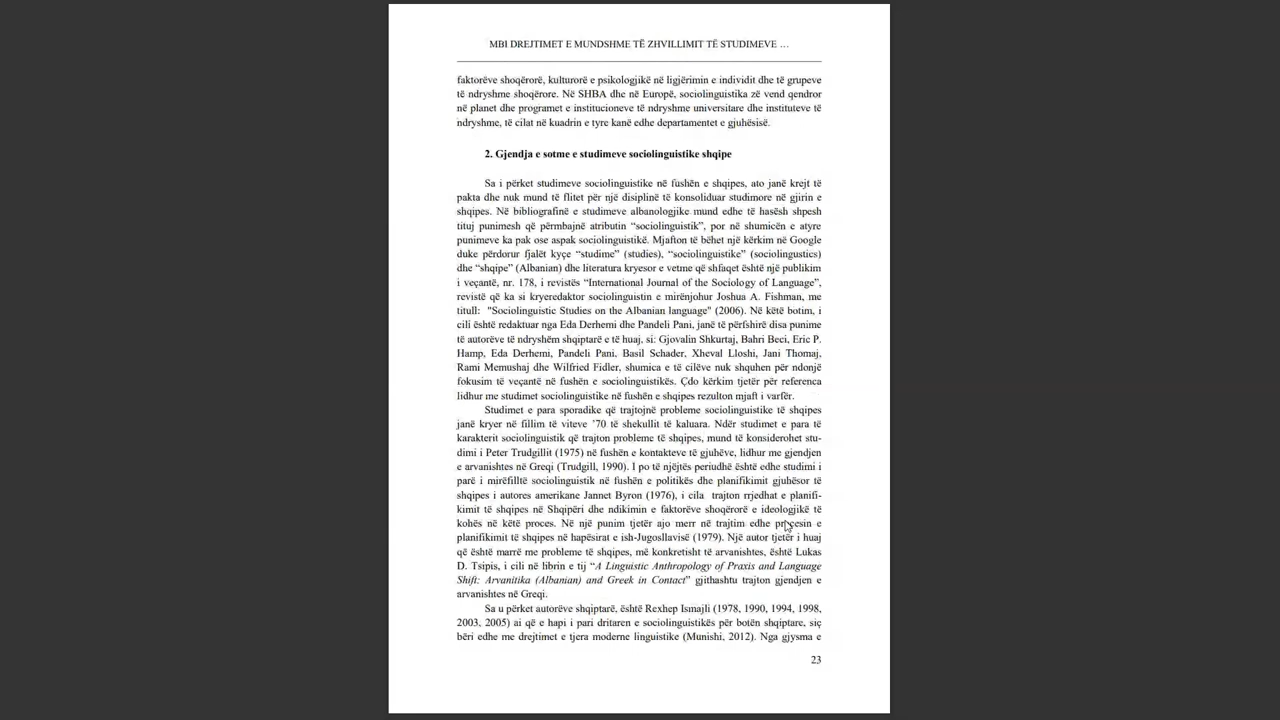 MBI DREJTIMET E MUNDSHME TË ZHVILLIMIT TË STUDIMEVE …
faktorëve shoqërorë, kulturorë e psikologjikë në ligjërimin e individit dhe të grupeve
të ndryshme shoqërore. Në SHBA dhe në Europë, sociolinguistika zë vend qendror
në planet dhe programet e institucioneve të ndryshme universitare dhe instituteve të
ndryshme, të cilat në kuadrin e tyre kanë edhe departamentet e gjuhësisë.
2. Gjendja e sotme e studimeve sociolinguistike shqipe
Sa i përket studimeve sociolinguistike në fushën e shqipes, ato janë krejt të
pakta dhe nuk mund të flitet për një disiplinë të konsoliduar studimore në gjirin e
shqipes. Në bibliografinë e studimeve albanologjike mund edhe të hasësh shpesh
tituj punimesh që përmbajnë atributin “sociolinguistik”, por në shumicën e atyre
punimeve ka pak ose aspak sociolinguistikë. Mjafton të bëhet një kërkim në Google
duke përdorur fjalët kyçe “studime” (studies), “sociolinguistike” (sociolingustics)
dhe “shqipe” (Albanian) dhe literatura kryesor e vetme që shfaqet është një publikim
i veçantë, nr. 178, i revistës “International Journal of the Sociology of Language”,
revistë që ka si kryeredaktor sociolinguistin e mirënjohur Joshua A. Fishman, me
titull: "Sociolinguistic Studies on the Albanian language" (2006). Në këtë botim, i
cili është redaktuar nga Eda Derhemi dhe Pandeli Pani, janë të përfshirë disa punime
të autorëve të ndryshëm shqiptarë e të huaj, si: Gjovalin Shkurtaj, Bahri Beci, Eric P.
Hamp, Eda Derhemi, Pandeli Pani, Basil Schader, Xheval Lloshi, Jani Thomaj,
Rami Memushaj dhe Wilfried Fidler, shumica e të cilëve nuk shquhen për ndonjë
fokusim të veçantë në fushën e sociolinguistikës. Çdo kërkim tjetër për referenca
lidhur me studimet sociolinguistike në fushën e shqipes rezulton mjaft i varfër.
Studimet e para sporadike që trajtojnë probleme sociolinguistike të shqipes
janë kryer në fillim të viteve ’70 të shekullit të kaluara. Ndër studimet e para të
karakterit sociolinguistik që trajton probleme të shqipes, mund të konsiderohet stu-
dimi i Peter Trudgillit (1975) në fushën e kontakteve të gjuhëve, lidhur me gjendjen
e arvanishtes në Greqi (Trudgill, 1990). I po të njëjtës periudhë është edhe studimi i
parë i mirëfilltë sociolinguistik në fushën e politikës dhe planifikimit gjuhësor të
shqipes i autores amerikane Jannet Byron (1976), i cila trajton rrjedhat e planifi-
kimit të shqipes në Shqipëri dhe ndikimin e faktorëve shoqërorë e ideologjikë të
kohës në këtë proces. Në një punim tjetër ajo merr në trajtim edhe procesin e
planifikimit të shqipes në hapësirat e ish-Jugosllavisë (1979). Një autor tjetër i huaj
që është marrë me probleme të shqipes, më konkretisht të arvanishtes, është Lukas
D. Tsipis, i cili në librin e tij “A Linguistic Anthropology of Praxis and Language
Shift: Arvanitika (Albanian) and Greek in Contact” gjithashtu trajton gjendjen e
arvanishtes në Greqi.
Sa u përket autorëve shqiptarë, është Rexhep Ismajli (1978, 1990, 1994, 1998,
2003, 2005) ai që e hapi i pari dritaren e sociolinguistikës për botën shqiptare, siç
bëri edhe me drejtimet e tjera moderne linguistike (Munishi, 2012). Nga gjysma e
23